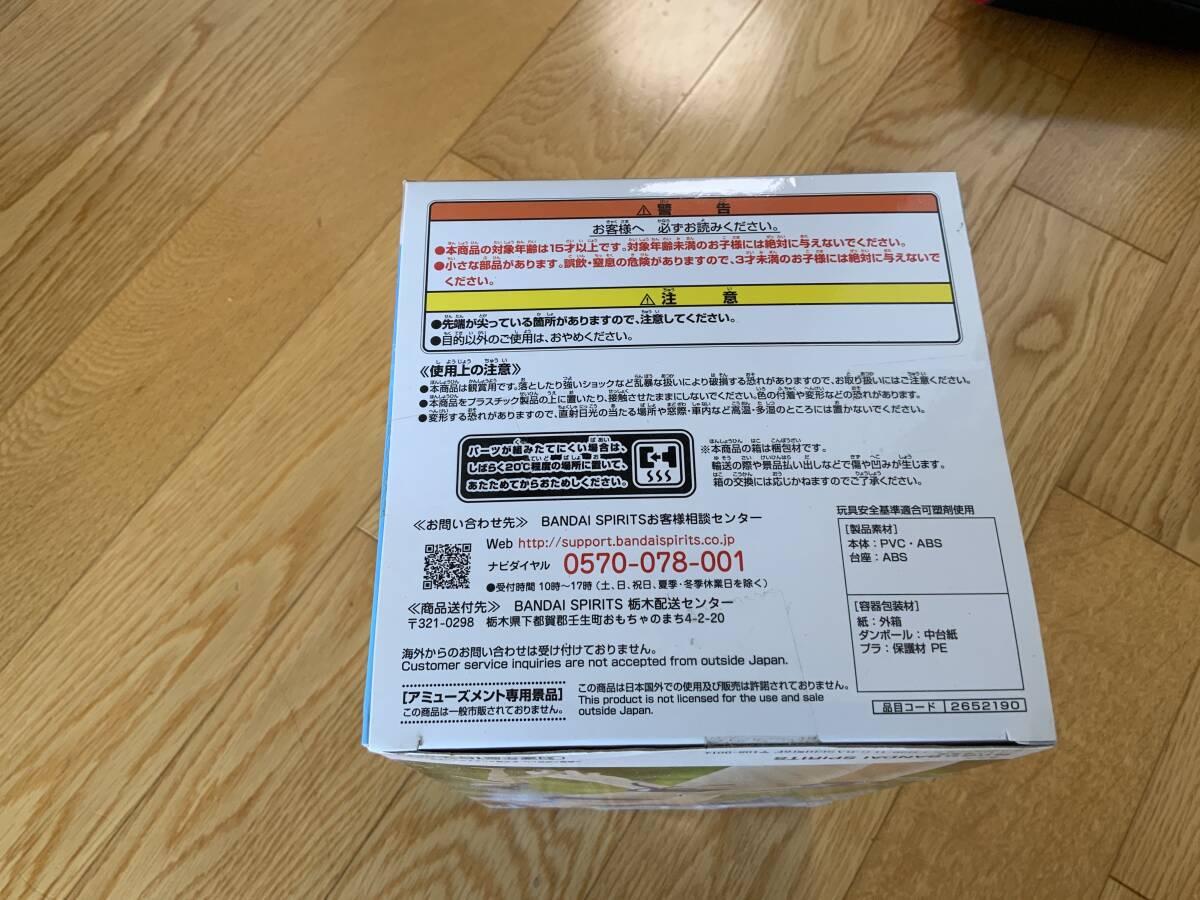 ⚠警 告
お客様へ 必ずお読みください。
●本商品の対象年齢は15才以上です。対象年齢未満のお子様には絶対に与えないでください。
●小さな部品があります。誤飲・窒息の危険がありますので、3才未満のお子様には絶対に与えないで
ください。
⚠注 意
●先端が尖っている箇所がありますので、注意してください。
●目的以外のご使用は、おやめください。
《使用上の注意》
●本商品は観賞用です。落としたり強いショックなど乱暴な扱いにより破損する恐れがありますので、お取り扱いにはご注意ください。
●本商品をプラスチック製品の上に置いたり、接触させたままにしないでください。色の付着や変形などの恐れがあります。
●変形する恐れがありますので、直射日光の当たる場所や窓際・車内など高温・多湿のところには置かないでください。
パーツが組みたてにくい場合は、
しばらく20℃程度の場所に置いて、
あたためてからおためしください。
※本商品の箱は梱包材です。
輸送の際や景品払い出しなどで傷や凹みが生じます。
箱の交換には応じかねますのでご了承ください。
《お問い合わせ先》 BANDAI SPIRITSお客様相談センター
Web http://support.bandaispirits.co.jp
ナビダイヤル 0570-078-001
●受付時間 10時～17時（土、日、祝日、夏季・冬季休業日を除く）
《商品送付先》 BANDAI SPIRITS 栃木配送センター
〒321-0298 栃木県下都賀郡壬生町おもちゃのまち4-2-20
海外からのお問い合わせは受け付けておりません。
Customer service inquiries are not accepted from outside Japan.
[アミューズメント専用景品]
この商品は一般市販されておりません。
この商品は日本国外での使用及び販売は許諾されておりません。
This product is not licensed for the use and sale
outside Japan.
玩具安全基準適合可塑剤使用
[製品素材]
本体：PVC・ABS
台座：ABS
[容器包装材]
紙：外箱
ダンボール：中台紙
プラ：保護材 PE
品目コード 2652190
BANDAI SPIRITS